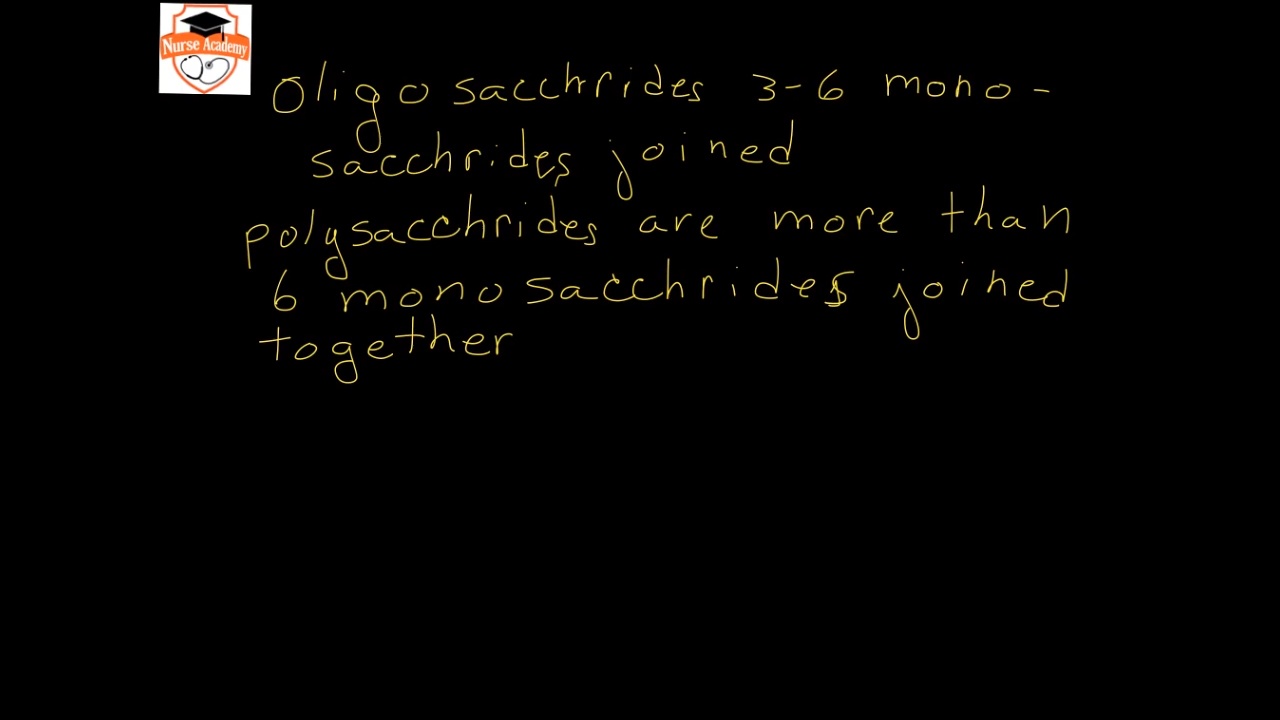 Nurse Academy
Oligosacchrides 3-6 mono-
sacchrides joined
polysacchrides are more than
6 monosacchrides joined
together